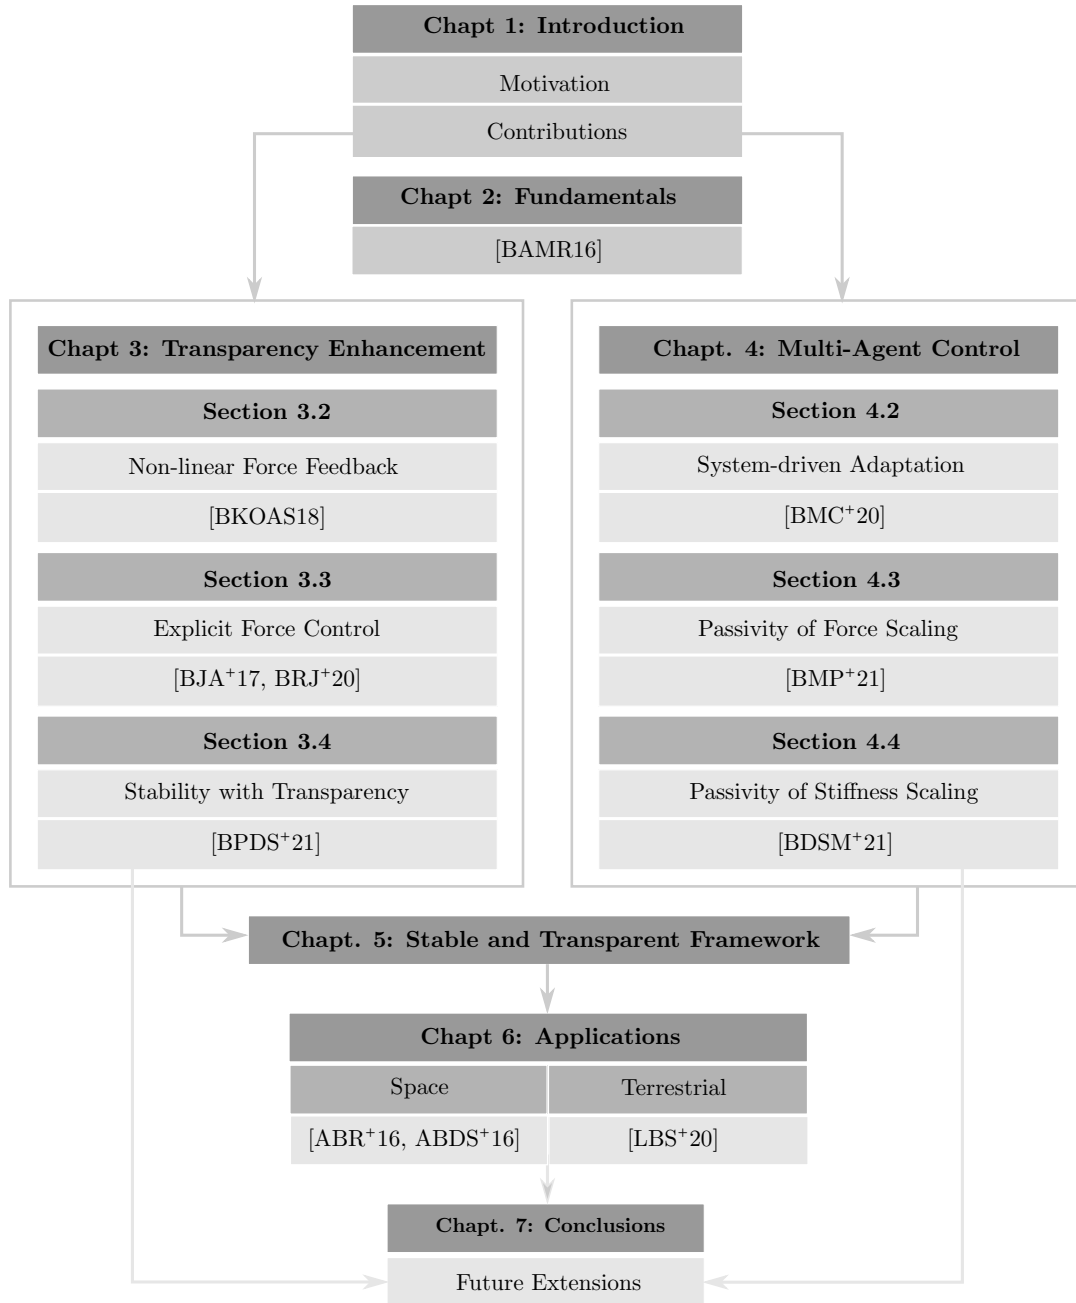 Chapt 1: Introduction
Motivation
Contributions
Chapt 2: Fundamentals
[BAMR16]
Chapt 3: Transparency Enhancement
Section 3.2
Non-linear Force Feedback
[BKOAS18]
Section 3.3
Explicit Force Control
[BJA+17, BRJ+20]
Section 3.4
Stability with Transparency
[BPDS+21]
Chapt. 4: Multi-Agent Control
Section 4.2
System-driven Adaptation
[BMC+20]
Section 4.3
Passivity of Force Scaling
[BMP+21]
Section 4.4
Passivity of Stiffness Scaling
[BDSM+21]
Chapt. 5: Stable and Transparent Framework
Chapt 6: Applications
Space
[ABR+16, ABDS+16]
Terrestrial
[LBS+20]
Chapt. 7: Conclusions
Future Extensions